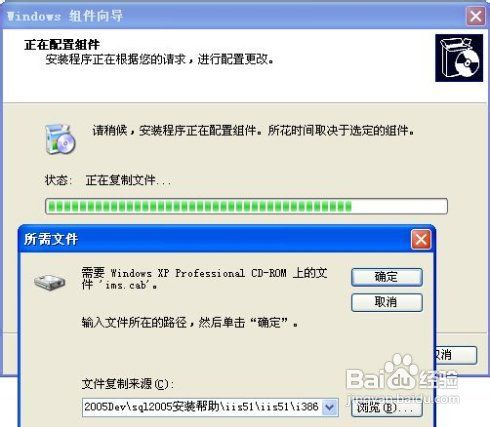 Windows 组件向导
正在配置组件
安装程序正在根据您的请求，进行配置更改。
请稍候，安装程序正在配置组件。所花时间取决于选定的组件。
状态： 正在复制文件...
所需文件
需要 Windows XP Professional CD-ROM 上的文
件 'ims.cab'。
确定
取消
输入文件所在的路径，然后单击“确定”。
取消
文件复制来源(C):
2005Dev\sql2005安装帮助\iis51\iis51\i386
浏览(B)...
Baidu 经验
jingyan.baidu.com